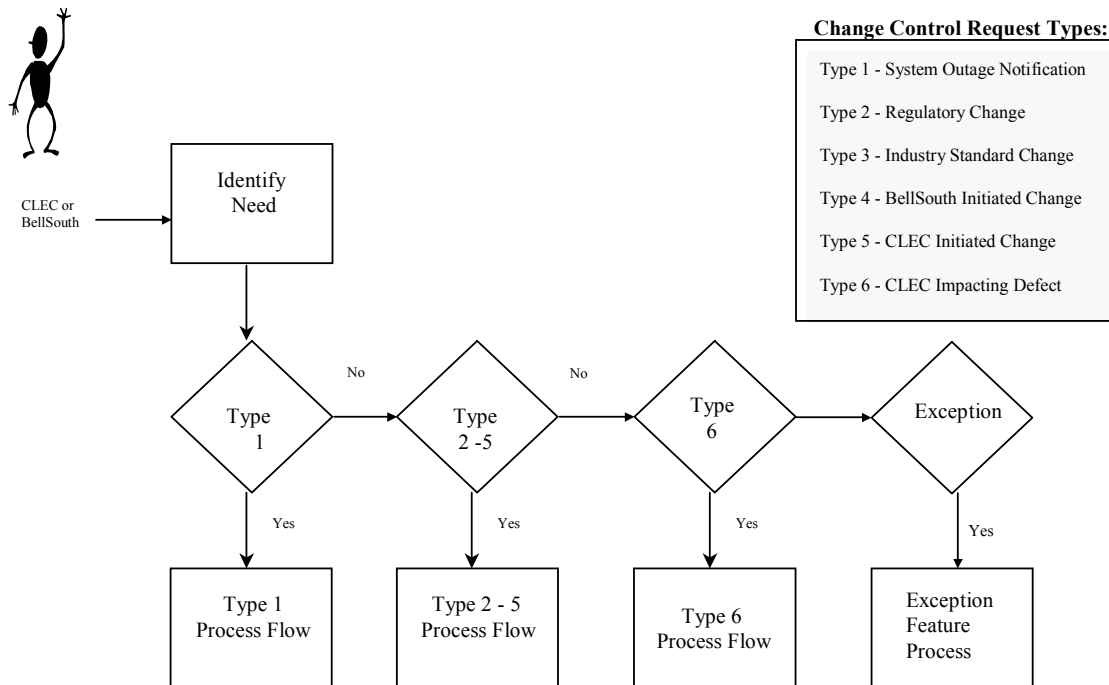 Change Control Request Types:
Type 1 - System Outage Notification
Type 2 - Regulatory Change
Type 3 - Industry Standard Change
Type 4 - BellSouth Initiated Change
Type 5 - CLEC Initiated Change
Type 6 - CLEC Impacting Defect
CLEC or
BellSouth
Identify
Need
Type
1
No
Type
2 -5
No
Type
6
Exception
Yes
Yes
Yes
Yes
Type 1
Process Flow
Type 2 - 5
Process Flow
Type 6
Process Flow
Exception
Feature
Process